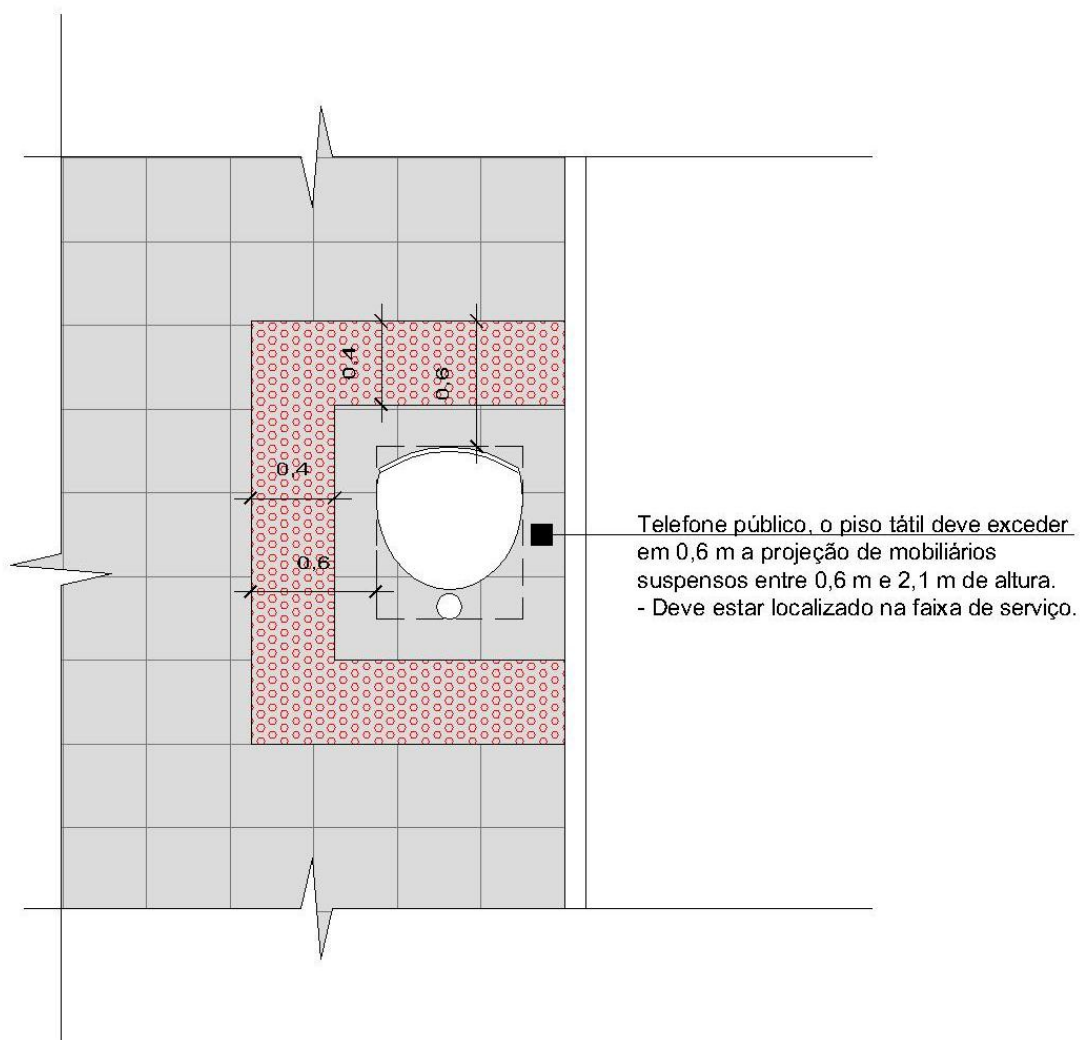 0,4
0,6
0,4
0,6
Telefone público, o piso tátil deve exceder
em 0,6 m a projeção de mobiliários
suspensos entre 0,6 m e 2,1 m de altura.
- Deve estar localizado na faixa de serviço.